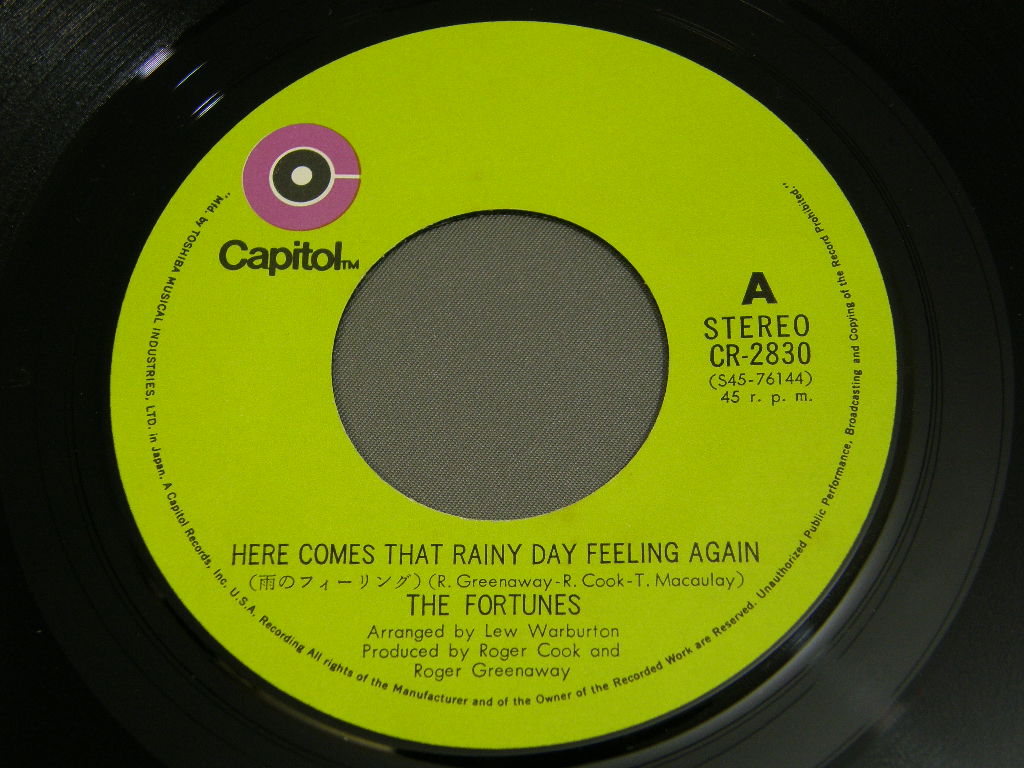 Capitol™
A
STEREO
CR-2830
(S45-76144)
45 r. p. m.
HERE COMES THAT RAINY DAY FEELING AGAIN
(雨のフィーリング) (R. Greenaway-R. Cook-T. Macaulay)
THE FORTUNES
Arranged by Lew Warburton
Produced by Roger Cook and
Roger Greenaway
"Mfd. by TOSHIBA MUSICAL INDUSTRIES, LTD. in Japan. A Capitol Records, Inc. U.S.A. Recording All rights of the Manufacturer and of the Owner of the Recorded Work are Reserved. Unauthorized Public Performance, Broadcasting and Copying of the Record Prohibited."